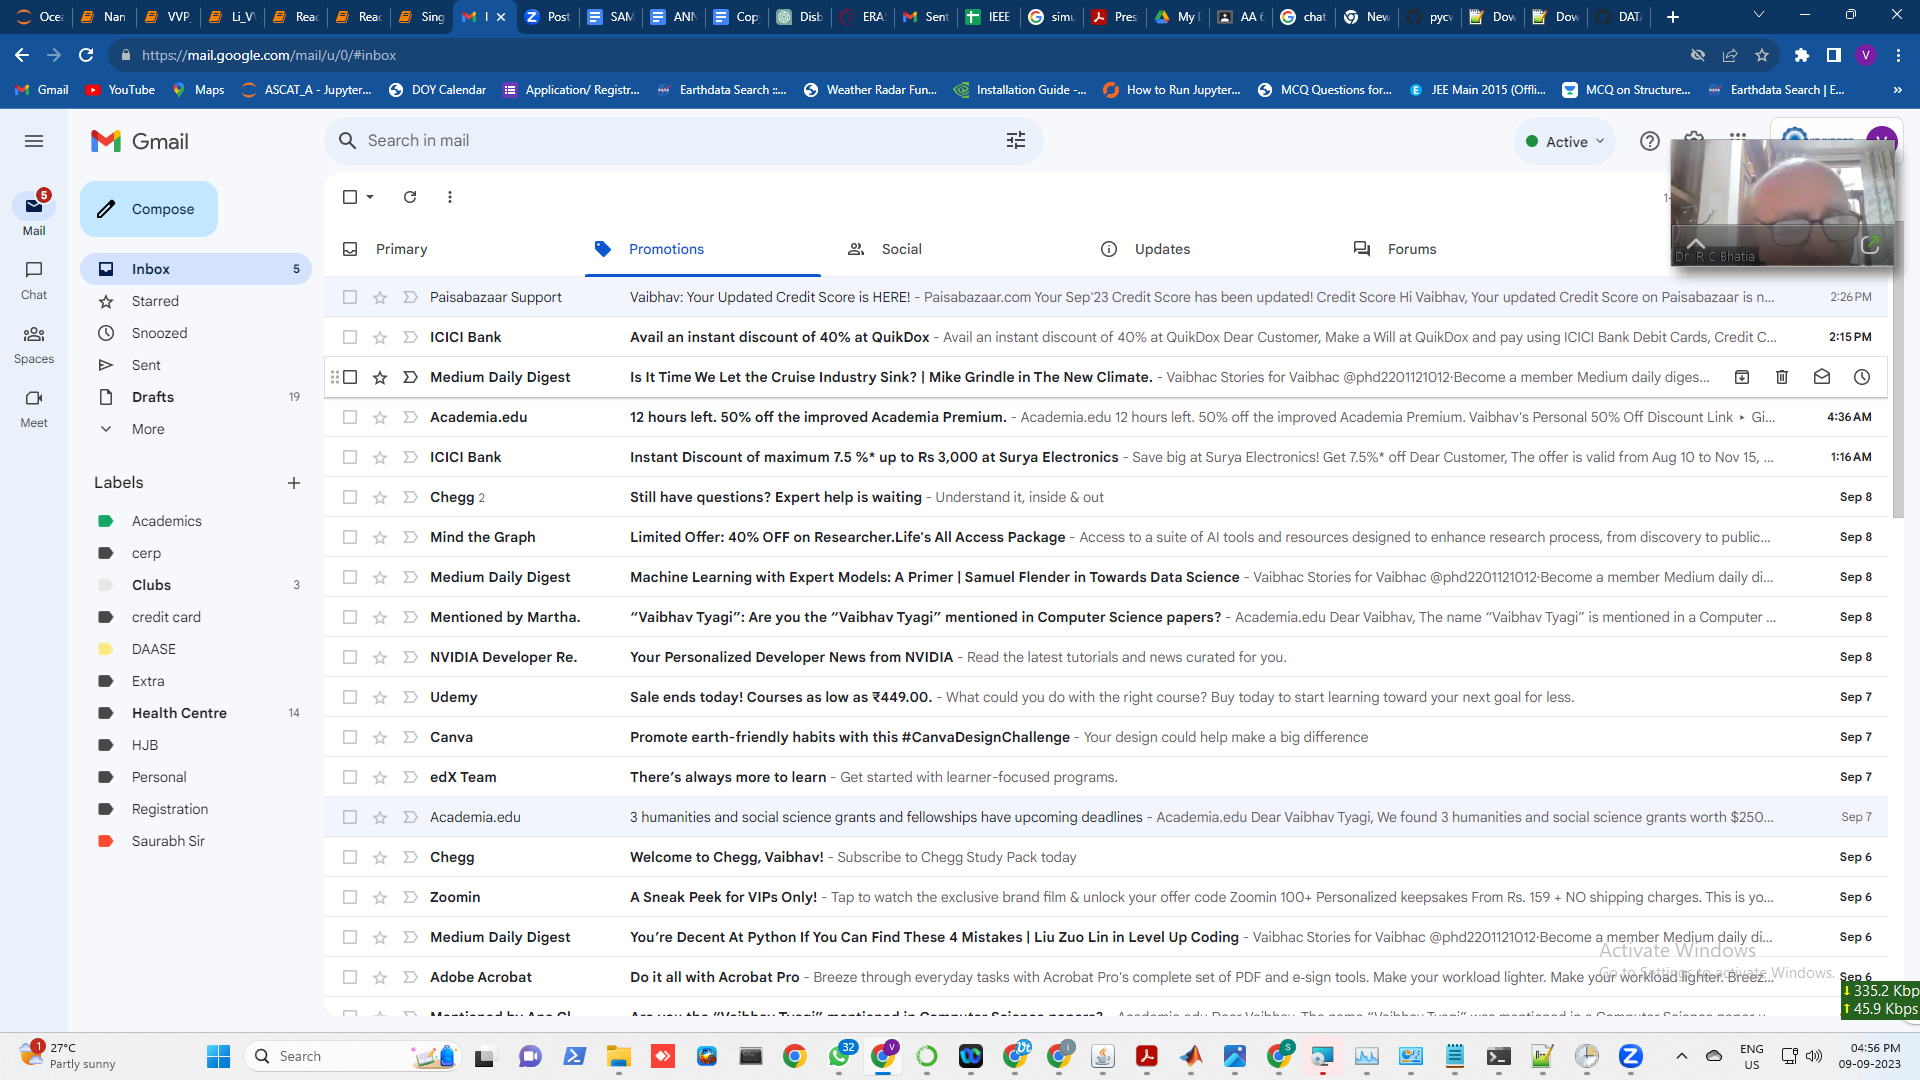 Ocea
Nan
VVP_
Li_V
Read
Read
Sing
I
Post
SAM
ANN
Cop
Disb
ERA
Sent
IEEE
simu
Pres
My D
AA 6
chat
New
pycw
Dow
Dow
DATA
https://mail.google.com/mail/u/0/#inbox
V
Gmail
YouTube
Maps
ASCAT_A - Jupyter...
DOY Calendar
Application/ Registr...
Earthdata Search ::...
Weather Radar Fun...
Installation Guide -...
How to Run Jupyter...
MCQ Questions for...
JEE Main 2015 (Offli...
MCQ on Structure...
Earthdata Search | E...
»
Gmail
Search in mail
Active
5
Mail
Chat
Spaces
Meet
Compose
Inbox 5
Starred
Snoozed
Sent
Drafts 19
More
Labels
Academics
cerp
Clubs 3
credit card
DAASE
Extra
Health Centre 14
HJB
Personal
Registration
Saurabh Sir
Dr. R C Bhatia
Primary
Promotions
Social
Updates
Forums
Paisabazaar Support Vaibhav: Your Updated Credit Score is HERE! - Paisabazaar.com Your Sep'23 Credit Score has been updated! Credit Score Hi Vaibhav, Your updated Credit Score on Paisabazaar is n... 2:26 PM
ICICI Bank Avail an instant discount of 40% at QuikDox - Avail an instant discount of 40% at QuikDox Dear Customer, Make a Will at QuikDox and pay using ICICI Bank Debit Cards, Credit C... 2:15 PM
Medium Daily Digest Is It Time We Let the Cruise Industry Sink? | Mike Grindle in The New Climate. - Vaibhac Stories for Vaibhac @phd2201121012·Become a member Medium daily diges...
Academia.edu 12 hours left. 50% off the improved Academia Premium. - Academia.edu 12 hours left. 50% off the improved Academia Premium. Vaibhav's Personal 50% Off Discount Link ‣ Gi... 4:36 AM
ICICI Bank Instant Discount of maximum 7.5 %* up to Rs 3,000 at Surya Electronics - Save big at Surya Electronics! Get 7.5%* off Dear Customer, The offer is valid from Aug 10 to Nov 15, ... 1:16 AM
Chegg 2 Still have questions? Expert help is waiting - Understand it, inside & out Sep 8
Mind the Graph Limited Offer: 40% OFF on Researcher.Life's All Access Package - Access to a suite of AI tools and resources designed to enhance research process, from discovery to public... Sep 8
Medium Daily Digest Machine Learning with Expert Models: A Primer | Samuel Flender in Towards Data Science - Vaibhac Stories for Vaibhac @phd2201121012·Become a member Medium daily di... Sep 8
Mentioned by Martha. “Vaibhav Tyagi”: Are you the “Vaibhav Tyagi” mentioned in Computer Science papers? - Academia.edu Dear Vaibhav, The name “Vaibhav Tyagi” is mentioned in a Computer ... Sep 8
NVIDIA Developer Re. Your Personalized Developer News from NVIDIA - Read the latest tutorials and news curated for you. Sep 8
Udemy Sale ends today! Courses as low as ₹449.00. - What could you do with the right course? Buy today to start learning toward your next goal for less. Sep 7
Canva Promote earth-friendly habits with this #CanvaDesignChallenge - Your design could help make a big difference Sep 7
edX Team There’s always more to learn - Get started with learner-focused programs. Sep 7
Academia.edu 3 humanities and social science grants and fellowships have upcoming deadlines - Academia.edu Dear Vaibhav Tyagi, We found 3 humanities and social science grants worth $250... Sep 7
Chegg Welcome to Chegg, Vaibhav! - Subscribe to Chegg Study Pack today Sep 6
Zoomin A Sneak Peek for VIPs Only! - Tap to watch the exclusive brand film & unlock your offer code Zoomin 100+ Personalized keepsakes From Rs. 159 + NO shipping charges. This is yo... Sep 6
Medium Daily Digest You’re Decent At Python If You Can Find These 4 Mistakes | Liu Zuo Lin in Level Up Coding - Vaibhac Stories for Vaibhac @phd2201121012·Become a member Medium daily di... Sep 6
Adobe Acrobat Do it all with Acrobat Pro - Breeze through everyday tasks with Acrobat Pro's complete set of PDF and e-sign tools. Make your workload lighter. Make your workload lighter. Breez... Sep 6
Activate Windows
Go to Settings to activate Windows.
335.2 Kbp
45.9 Kbps
1
27°C
Partly sunny
Search
32
ENG
US
04:56 PM
09-09-2023